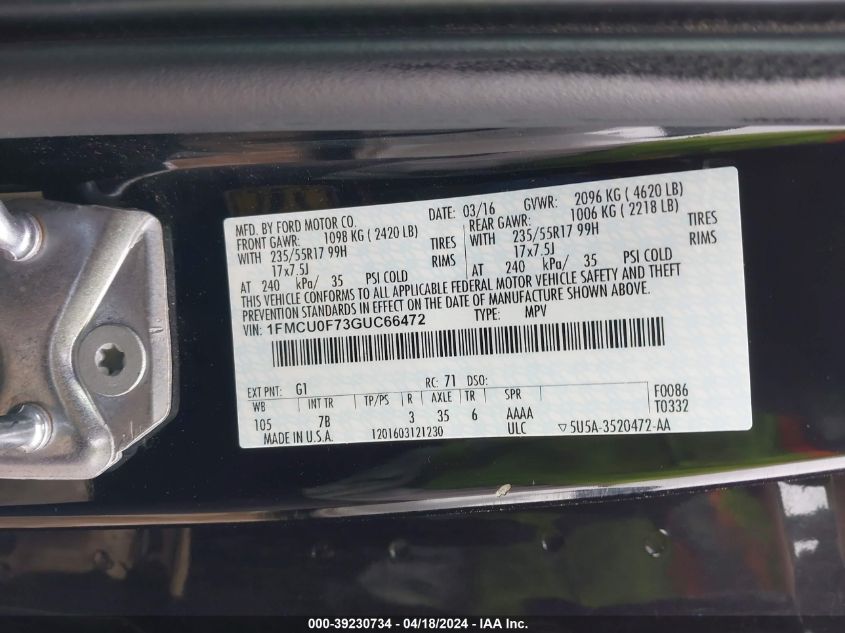 MFD. BY FORD MOTOR CO.
DATE: 03/16 GVWR: 2096 KG ( 4620 LB)
FRONT GAWR: 1098 KG ( 2420 LB) REAR GAWR: 1006 KG ( 2218 LB)
WITH 235/55R17 99H TIRES WITH 235/55R17 99H TIRES
17x7.5J RIMS 17x7.5J RIMS
AT 240 kPa/ 35 PSI COLD AT 240 kPa/ 35 PSI COLD
THIS VEHICLE CONFORMS TO ALL APPLICABLE FEDERAL MOTOR VEHICLE SAFETY AND THEFT
PREVENTION STANDARDS IN EFFECT ON THE DATE OF MANUFACTURE SHOWN ABOVE.
VIN: 1FMCU0F73GUC66472 TYPE: MPV
EXT PNT: G1 RC: 71 DSO:
WB INT TR TP/PS R AXLE TR SPR F0086
105 7B 3 35 6 AAAA T0332
MADE IN U.S.A. 1201603121230 ULC ▽5U5A-3520472-AA
000-39230734 - 04/18/2024 - IAA Inc.